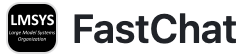 LMSYS
Large Model Systems
Organization
FastChat